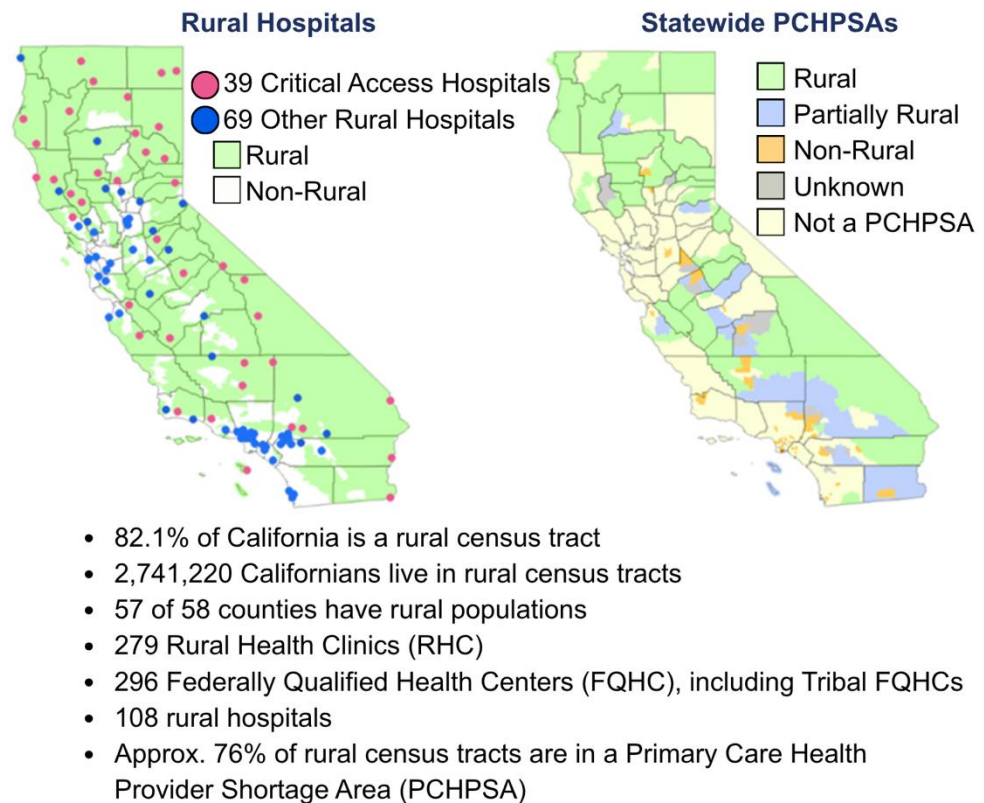 Rural Hospitals
39 Critical Access Hospitals
69 Other Rural Hospitals
Rural
Non-Rural
Statewide PCHPSAs
Rural
Partially Rural
Non-Rural
Unknown
Not a PCHPSA
• 82.1% of California is a rural census tract
• 2,741,220 Californians live in rural census tracts
• 57 of 58 counties have rural populations
• 279 Rural Health Clinics (RHC)
• 296 Federally Qualified Health Centers (FQHC), including Tribal FQHCs
• 108 rural hospitals
• Approx. 76% of rural census tracts are in a Primary Care Health
Provider Shortage Area (PCHPSA)